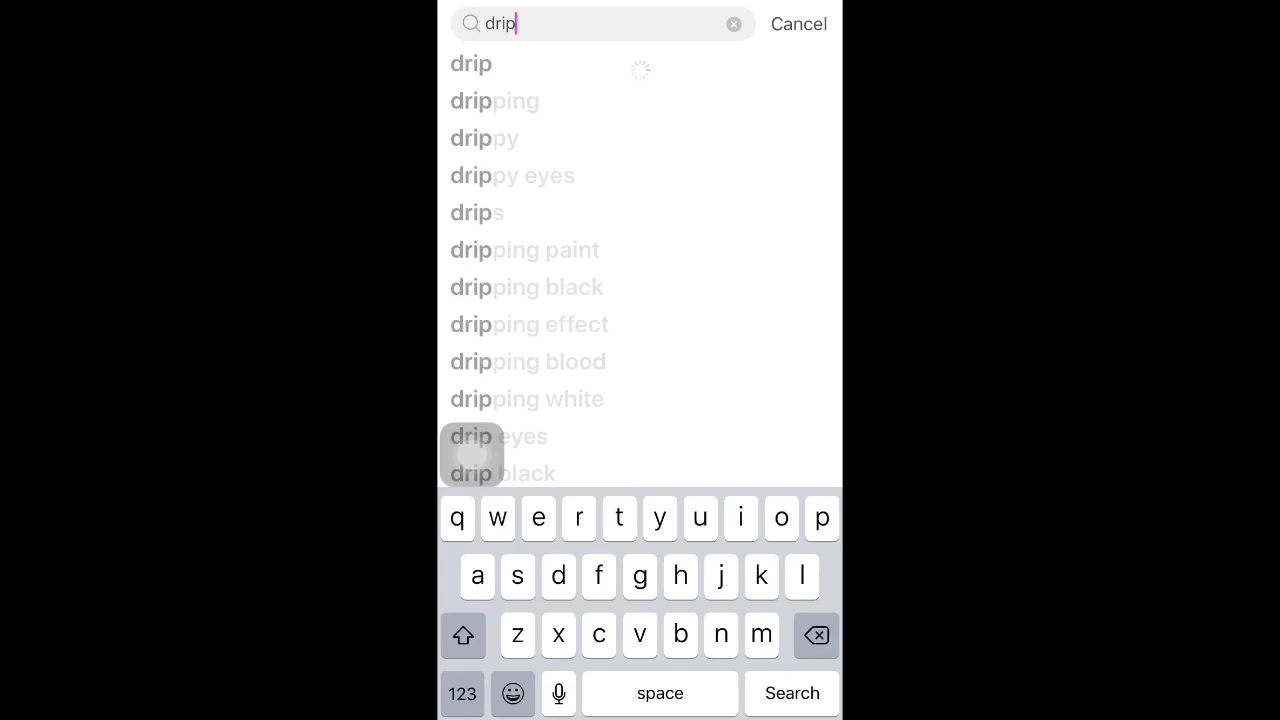 drip Cancel
drip
dripping
drippy
drippy eyes
drips
dripping paint
dripping black
dripping effect
dripping blood
dripping white
drip eyes
drip black
q w e r t y u i o p
a s d f g h j k l
z x c v b n m
123 space Search